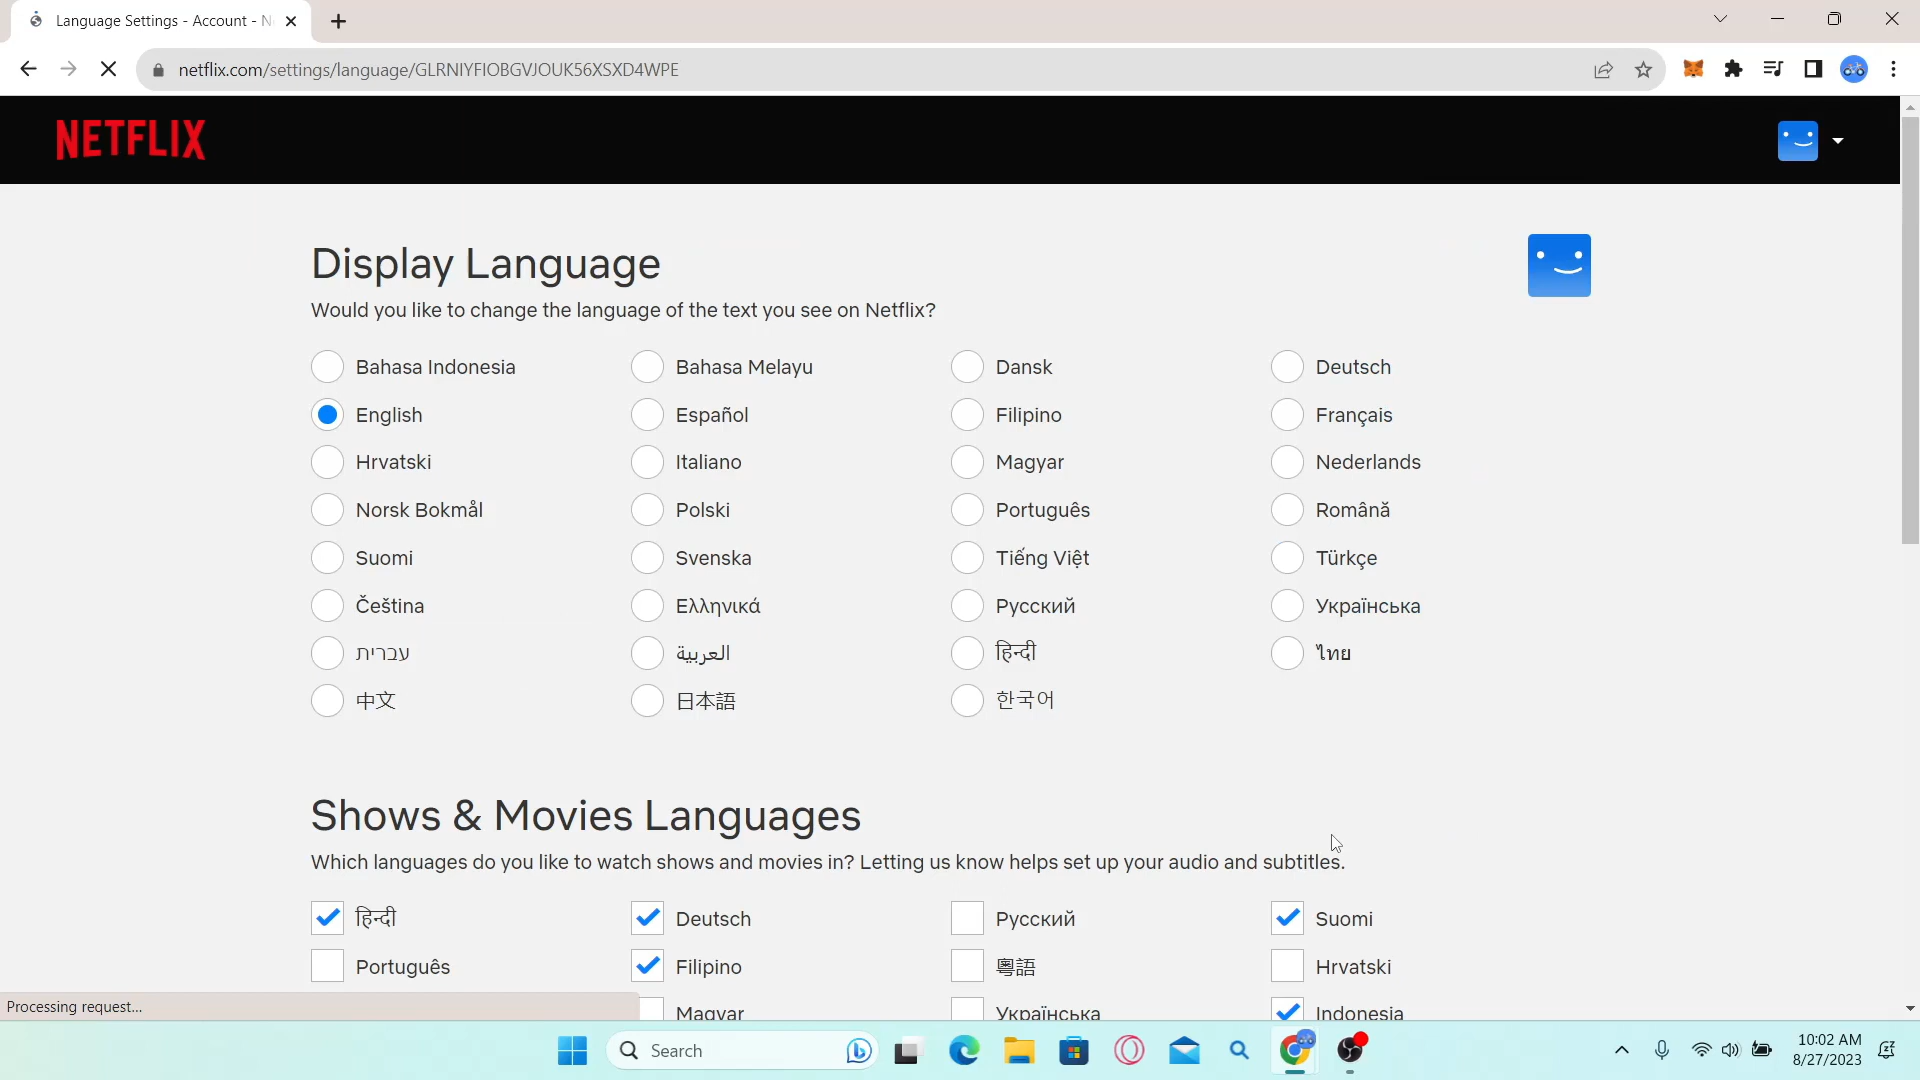 Language Settings - Account - N
netflix.com/settings/language/GLRNIYFIOBGVJOUK56XSXD4WPE
NETFLIX
Display Language
Would you like to change the language of the text you see on Netflix?
Bahasa Indonesia Bahasa Melayu Dansk Deutsch
English Español Filipino Français
Hrvatski Italiano Magyar Nederlands
Norsk Bokmål Polski Português Română
Suomi Svenska Tiếng Việt Türkçe
Čeština Ελληνικά Русский Українська
עברית العربية हिन्दी ไทย
中文 日本語 한국어
Shows & Movies Languages
Which languages do you like to watch shows and movies in? Letting us know helps set up your audio and subtitles.
हिन्दी Deutsch Русский Suomi
Português Filipino 粵語 Hrvatski
Magyar Українська Indonesia
Processing request...
Search
10:02 AM
8/27/2023